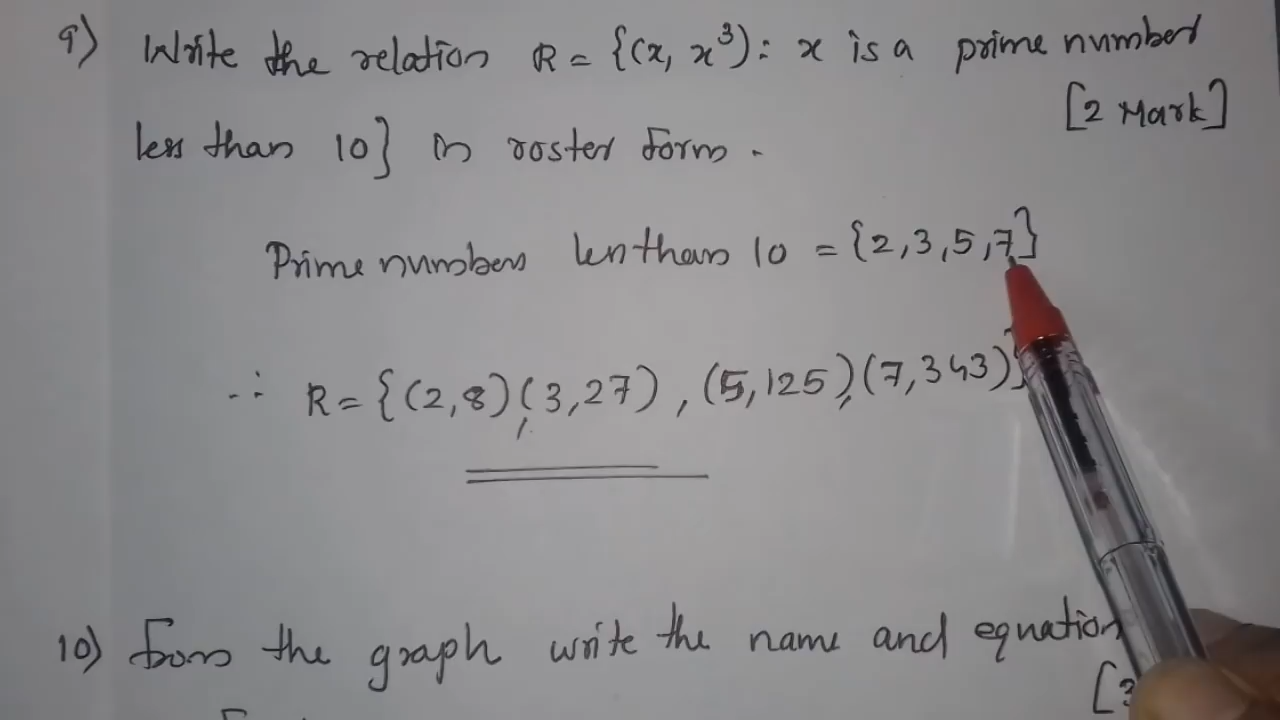 9) Write the relation R = {(x, x³): x is a prime number
[2 Mark]
less than 10} in roster form.
Prime numbers less than 10 = {2,3,5,7}
∴ R = {(2,8),(3,27),(5,125),(7,343)}
10) From the graph write the name and equation
[3